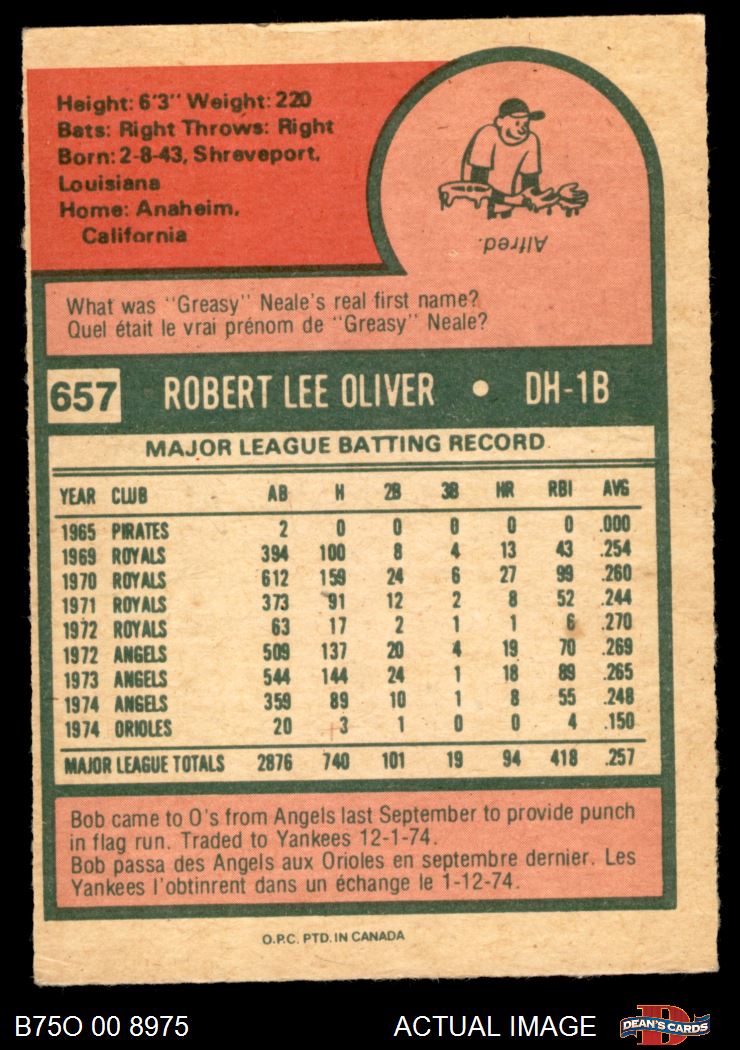 Height: 6'3" Weight: 220
Bats: Right Throws: Right
Born: 2-8-43, Shreveport,
Louisiana
Home: Anaheim,
California
Alfred.
What was "Greasy" Neale's real first name?
Quel était le vrai prénom de "Greasy" Neale?
657 ROBERT LEE OLIVER • DH-1B
MAJOR LEAGUE BATTING RECORD
YEAR CLUB AB H 2B 3B HR RBI AVG
1965 PIRATES 2 0 0 0 0 0 .000
1969 ROYALS 394 100 8 4 13 43 .254
1970 ROYALS 612 159 24 6 27 99 .260
1971 ROYALS 373 91 12 2 8 52 .244
1972 ROYALS 63 17 2 1 1 6 .270
1972 ANGELS 509 137 20 4 19 70 .269
1973 ANGELS 544 144 24 1 18 89 .265
1974 ANGELS 359 89 10 1 8 55 .248
1974 ORIOLES 20 3 1 0 0 4 .150
MAJOR LEAGUE TOTALS 2876 740 101 19 94 418 .257
Bob came to O's from Angels last September to provide punch
in flag run. Traded to Yankees 12-1-74.
Bob passa des Angels aux Orioles en septembre dernier. Les
Yankees l'obtinrent dans un échange le 1-12-74.
O.P.C. PTD. IN CANADA
B75O 00 8975 ACTUAL IMAGE DEAN'S CARDS